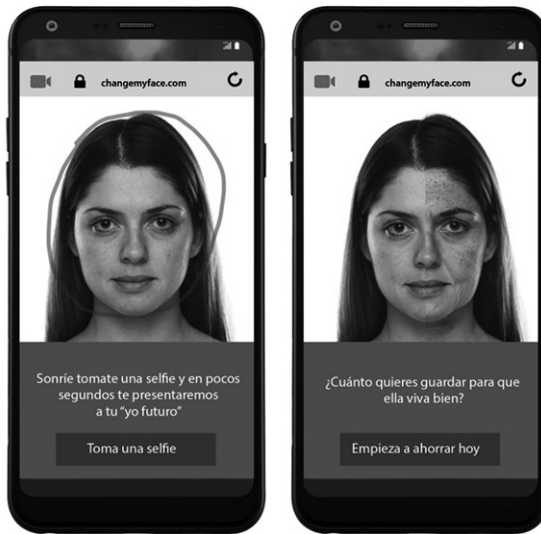 changemyface.com
Sonríe tomate una selfie y en pocos
segundos te presentaremos
a tu "yo futuro"
Toma una selfie
changemyface.com
¿Cuánto quieres guardar para que
ella viva bien?
Empieza a ahorrar hoy